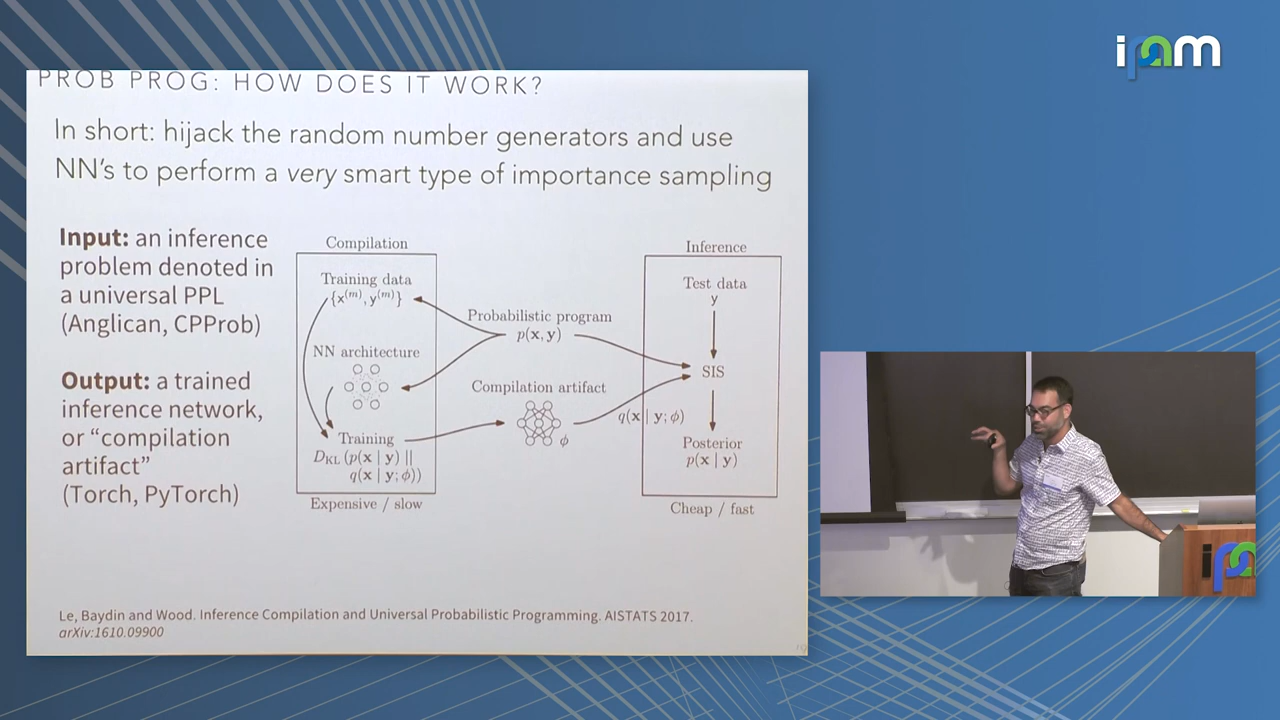 ipam
PROB PROG: HOW DOES IT WORK?
In short: hijack the random number generators and use
NN's to perform a very smart type of importance sampling
Input: an inference
problem denoted in
a universal PPL
(Anglican, CPProb)
Output: a trained
inference network,
or “compilation
artifact”
(Torch, PyTorch)
Compilation
Training data
{x^(m), y^(m)}
NN architecture
Training
D_KL (p(x | y) ||
q(x | y; φ))
Expensive / slow
Probabilistic program
p(x, y)
Compilation artifact
φ
q(x | y; φ)
Inference
Test data
y
SIS
Posterior
p(x | y)
Cheap / fast
Le, Baydin and Wood. Inference Compilation and Universal Probabilistic Programming. AISTATS 2017.
arXiv:1610.09900